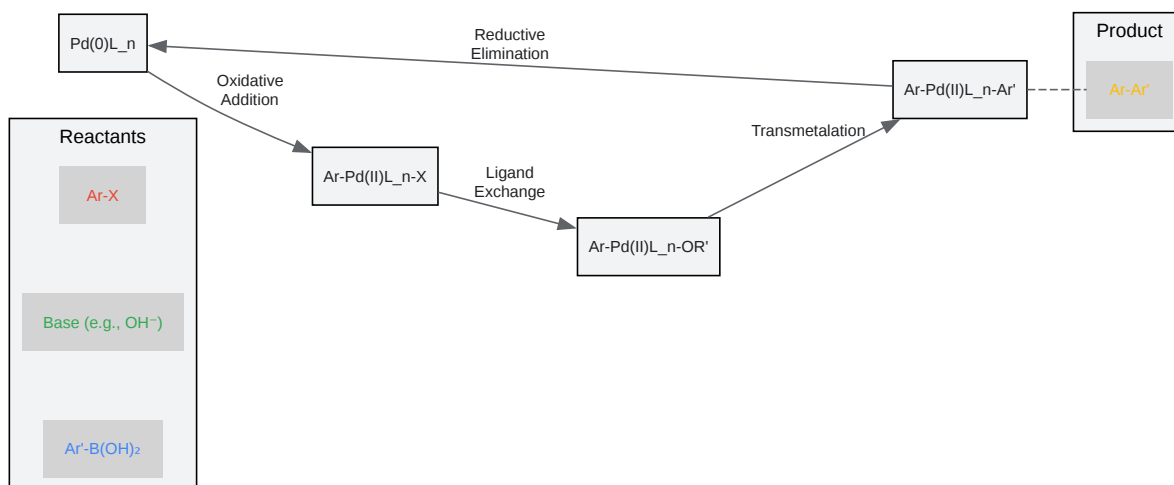 Pd(0)L_n
Reductive
Elimination
Product
Oxidative
Addition
Ar-Pd(II)L_n-Ar'
Ar-Ar'
Reactants
Transmetalation
Ar-X
Ar-Pd(II)L_n-X
Ligand
Exchange
Ar-Pd(II)L_n-OR'
Base (e.g., OH⁻)
Ar'-B(OH)₂